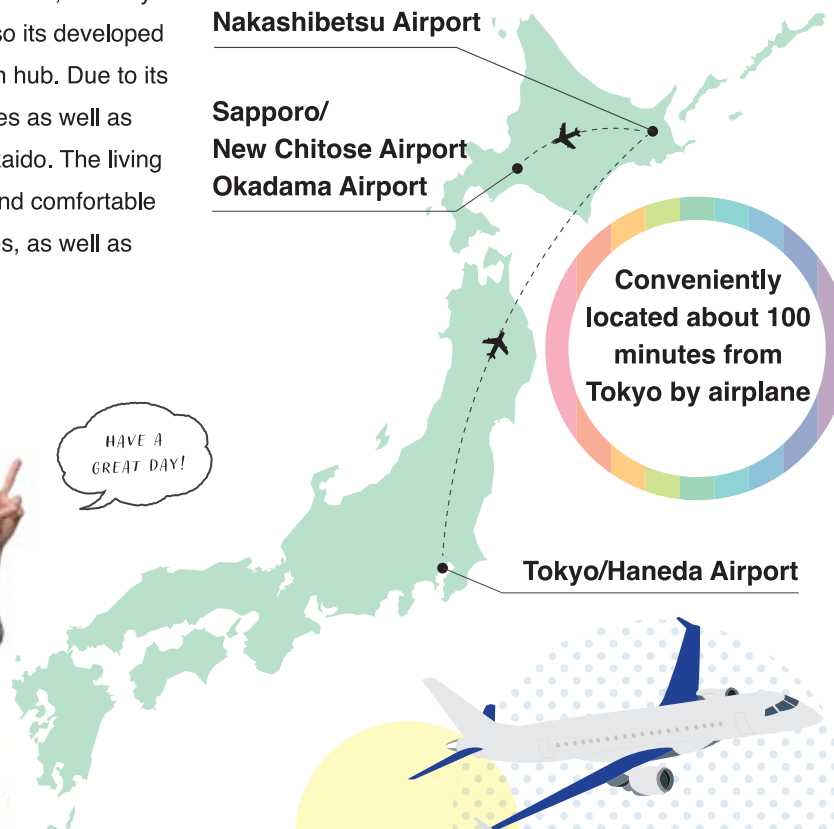 so its developed
n hub. Due to its
es as well as
kaido. The living
nd comfortable
s, as well as
Nakashibetsu Airport
Sapporo/
New Chitose Airport
Okadama Airport
Conveniently
located about 100
minutes from
Tokyo by airplane
HAVE A
GREAT DAY!
Tokyo/Haneda Airport